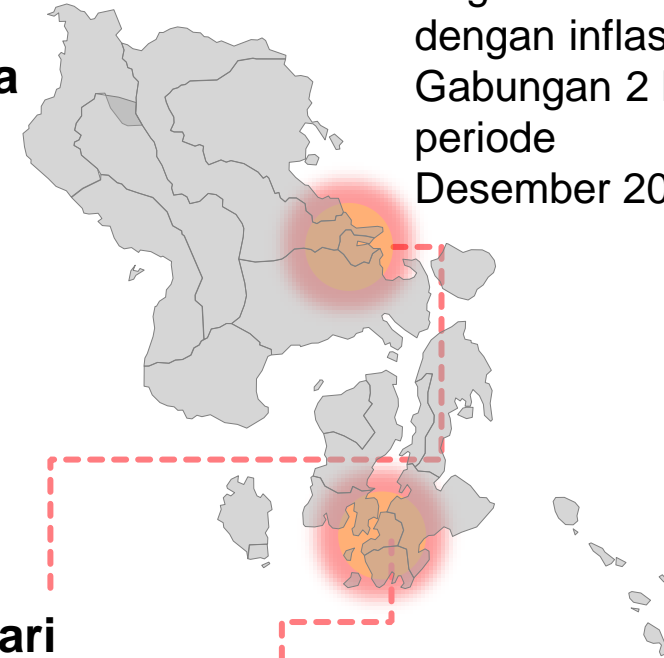 dengan inflas
a
Gabungan 2
periode
Desember 20
ari